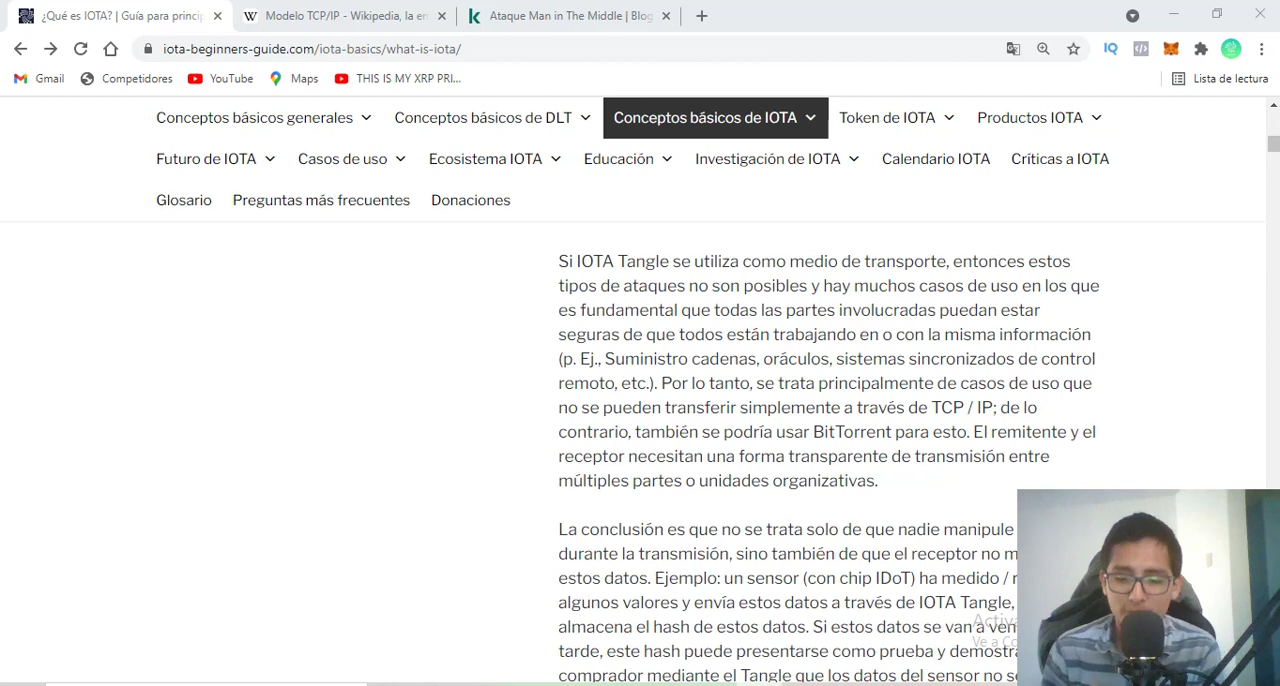 ¿Qué es IOTA? | Guía para princi
Modelo TCP/IP - Wikipedia, la en
Ataque Man in The Middle | Blog
iota-beginners-guide.com/iota-basics/what-is-iota/
Gmail
Competidores
YouTube
Maps
THIS IS MY XRP PRI...
Lista de lectura
Conceptos básicos generales
Conceptos básicos de DLT
Conceptos básicos de IOTA
Token de IOTA
Productos IOTA
Futuro de IOTA
Casos de uso
Ecosistema IOTA
Educación
Investigación de IOTA
Calendario IOTA
Críticas a IOTA
Glosario
Preguntas más frecuentes
Donaciones
Si IOTA Tangle se utiliza como medio de transporte, entonces estos
tipos de ataques no son posibles y hay muchos casos de uso en los que
es fundamental que todas las partes involucradas puedan estar
seguras de que todos están trabajando en o con la misma información
(p. Ej., Suministro cadenas, oráculos, sistemas sincronizados de control
remoto, etc.). Por lo tanto, se trata principalmente de casos de uso que
no se pueden transferir simplemente a través de TCP / IP; de lo
contrario, también se podría usar BitTorrent para esto. El remitente y el
receptor necesitan una forma transparente de transmisión entre
múltiples partes o unidades organizativas.
La conclusión es que no se trata solo de que nadie manipule
durante la transmisión, sino también de que el receptor no m
estos datos. Ejemplo: un sensor (con chip IDoT) ha medido / r
algunos valores y envía estos datos a través de IOTA Tangle,
almacena el hash de estos datos. Si estos datos se van a ven
tarde, este hash puede presentarse como prueba y demostra
comprador mediante el Tangle que los datos del sensor no se
Activa
Ve a Co